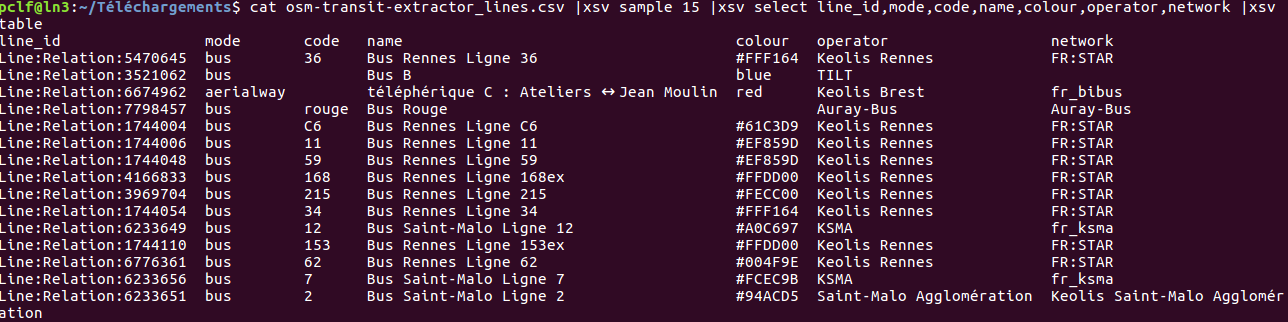 pclf@ln3:~/Téléchargements$ cat osm-transit-extractor_lines.csv |xsv sample 15 |xsv select line_id,mode,code,name,colour,operator,network |xsv
table
line_id mode code name colour operator network
Line:Relation:5470645 bus 36 Bus Rennes Ligne 36 #FFF164 Keolis Rennes FR:STAR
Line:Relation:3521062 bus Bus B blue TILT
Line:Relation:6674962 aerialway téléphérique C : Ateliers ↔ Jean Moulin red Keolis Brest fr_bibus
Line:Relation:7798457 bus rouge Bus Rouge Auray-Bus Auray-Bus
Line:Relation:1744004 bus C6 Bus Rennes Ligne C6 #61C3D9 Keolis Rennes FR:STAR
Line:Relation:1744006 bus 11 Bus Rennes Ligne 11 #EF859D Keolis Rennes FR:STAR
Line:Relation:1744048 bus 59 Bus Rennes Ligne 59 #EF859D Keolis Rennes FR:STAR
Line:Relation:4166833 bus 168 Bus Rennes Ligne 168ex #FFDD00 Keolis Rennes FR:STAR
Line:Relation:3969704 bus 215 Bus Rennes Ligne 215 #FECC00 Keolis Rennes FR:STAR
Line:Relation:1744054 bus 34 Bus Rennes Ligne 34 #FFF164 Keolis Rennes FR:STAR
Line:Relation:6233649 bus 12 Bus Saint-Malo Ligne 12 #A0C697 KSMA fr_ksma
Line:Relation:1744110 bus 153 Bus Rennes Ligne 153ex #FFDD00 Keolis Rennes FR:STAR
Line:Relation:6776361 bus 62 Bus Rennes Ligne 62 #004F9E Keolis Rennes FR:STAR
Line:Relation:6233656 bus 7 Bus Saint-Malo Ligne 7 #FCEC9B KSMA fr_ksma
Line:Relation:6233651 bus 2 Bus Saint-Malo Ligne 2 #94ACD5 Saint-Malo Agglomération Keolis Saint-Malo Agglomér
ation